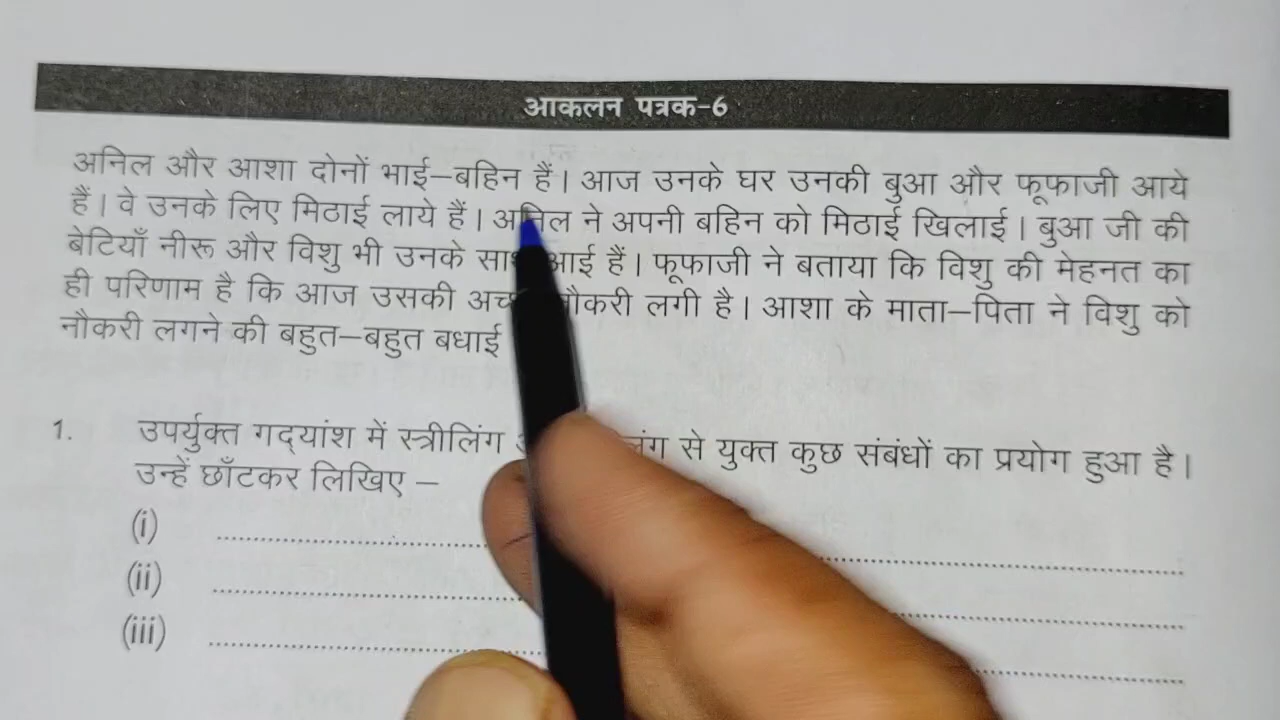 आकलन पत्रक-6
अनिल और आशा दोनों भाई–बहिन हैं। आज उनके घर उनकी बुआ और फूफाजी आये
हैं। वे उनके लिए मिठाई लाये हैं। अनिल ने अपनी बहिन को मिठाई खिलाई। बुआ जी की
बेटियाँ नीरू और विशु भी उनके आई हैं। फूफाजी ने बताया कि विशु की मेहनत का
ही परिणाम है कि आज उसकी नौकरी लगी है। आशा के माता–पिता ने विशु को
नौकरी लगने की बहुत–बहुत बधाई
1. उपर्युक्त गद्यांश में स्त्रीलिंग से युक्त कुछ संबंधों का प्रयोग हुआ है।
उन्हें छाँटकर लिखिए –
(i)
(ii)
(iii)